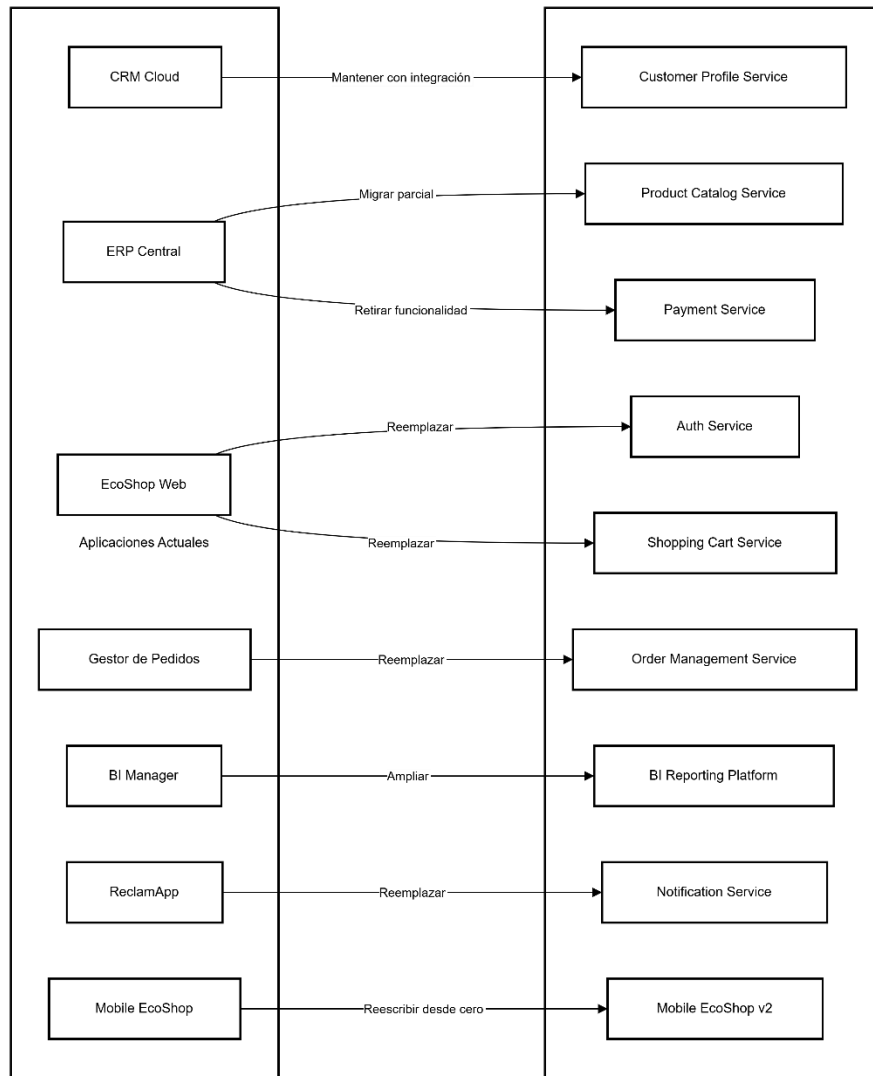 CRM Cloud
Mantener con integración
Customer Profile Service
Migrar parcial
Product Catalog Service
ERP Central
Retirar funcionalidad
Payment Service
Reemplazar
Auth Service
EcoShop Web
Aplicaciones Actuales
Reemplazar
Shopping Cart Service
Gestor de Pedidos
Reemplazar
Order Management Service
BI Manager
Ampliar
BI Reporting Platform
ReclamApp
Reemplazar
Notification Service
Mobile EcoShop
Reescribir desde cero
Mobile EcoShop v2